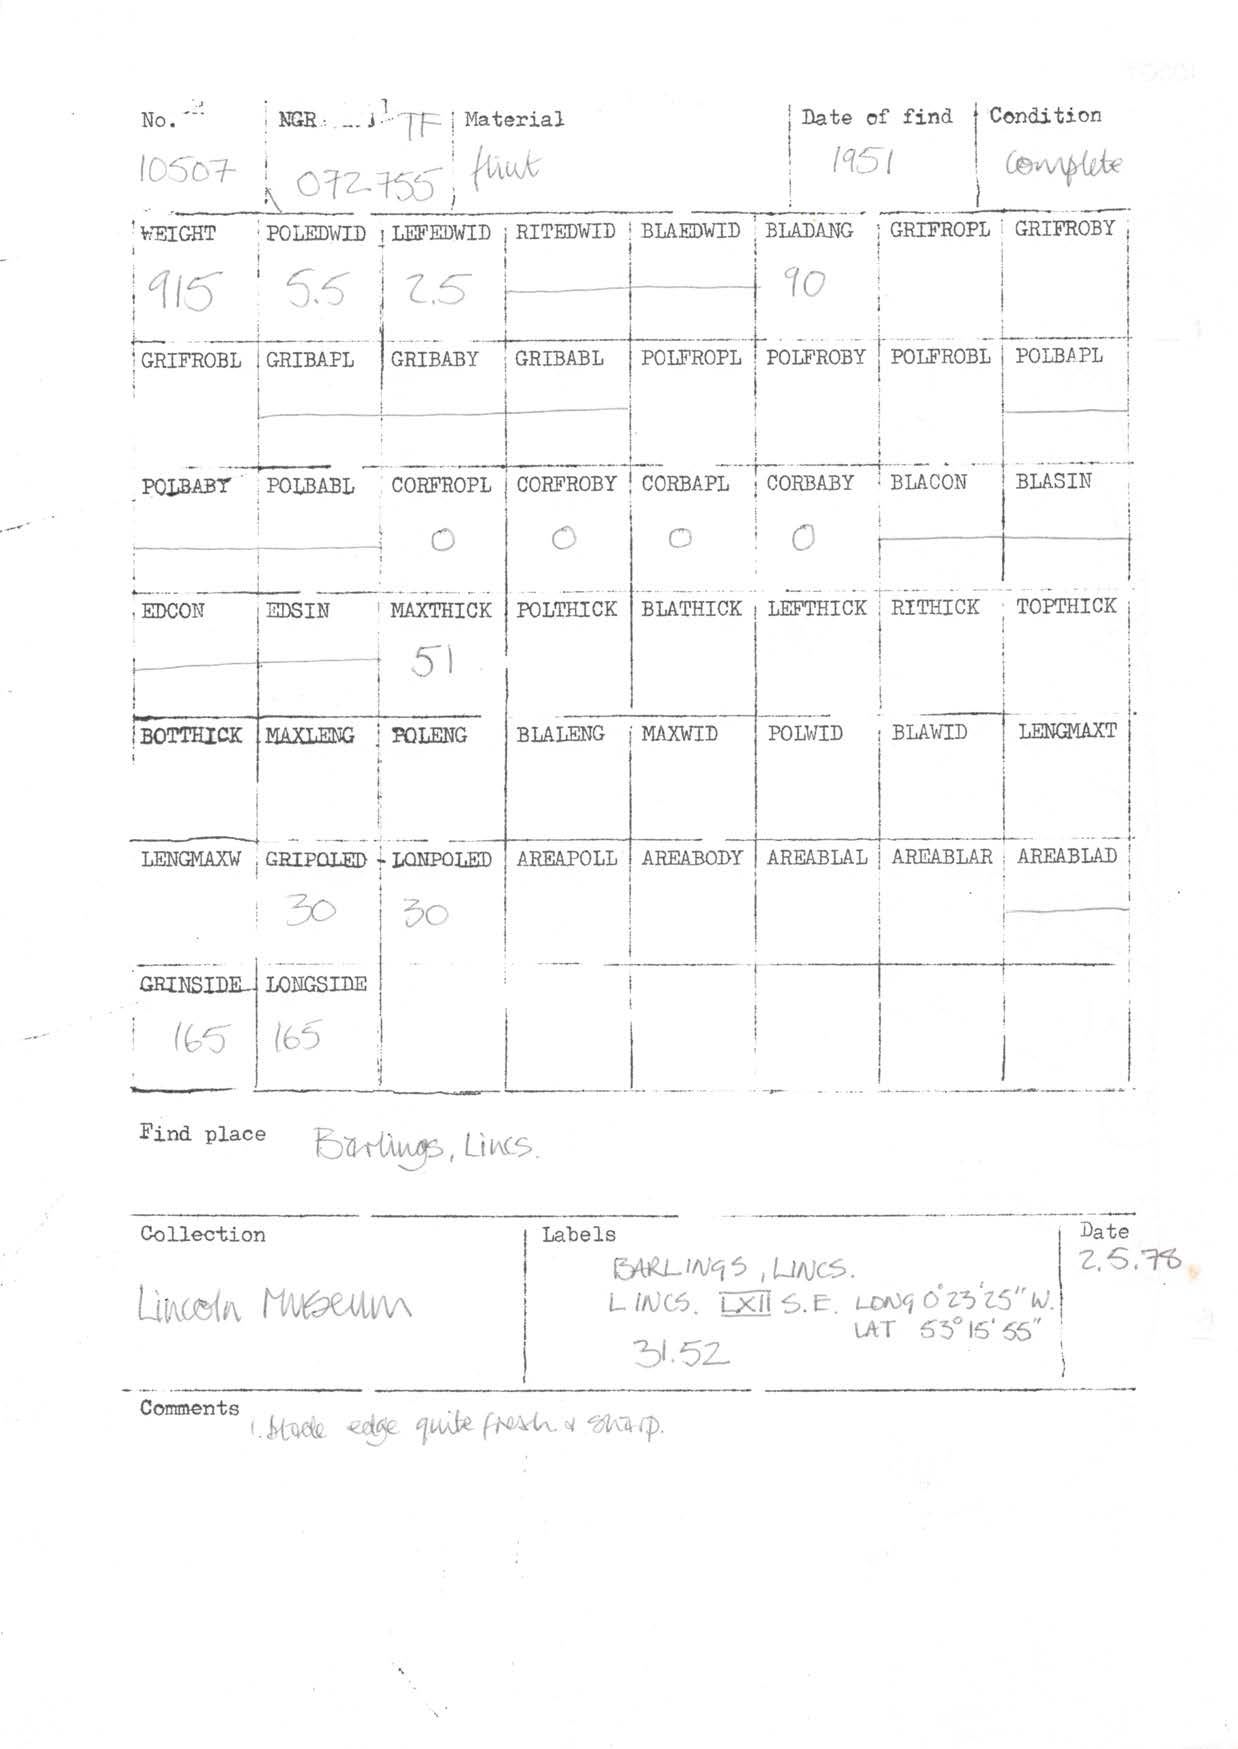 No. NGR: TF Material Date of find Condition
10507 072755 flint 1951 complete
WEIGHT POLEDWID LEFEDWID RITEDWID BLAEDWID BLADANG GRIFROPL GRIFROBY
915 5.5 2.5 90
GRIFROBL GRIBAPL GRIBABY GRIBABL POLFROPL POLFROBY POLFROBL POLBAPL
POLBABY POLBABL CORFROPL CORFROBY CORBAPL CORBABY BLACON BLASIN
0 0 0 0
EDCON EDSIN MAXTHICK POLTHICK BLATHICK LEFTHICK RITHICK TOPTHICK
51
BOTTHICK MAXLENG POLENG BLALENG MAXWID POLWID BLAWID LENGMAXT
LENGMAXW GRIPOLED LONPOLED AREAPOLL AREABODY AREABLAL AREABLAR AREABLAD
30 30
GRINSIDE LONGSIDE
165 165
Find place Barlings, Lincs.
Collection Labels Date
Lincoln Museum BARLINGS, LINCS. 2.5.78
LINCS. LXII S.E. LONG 0°23'25" W.
LAT 53°15'55"
31.52
Comments 1. blade edge quite fresh & sharp.